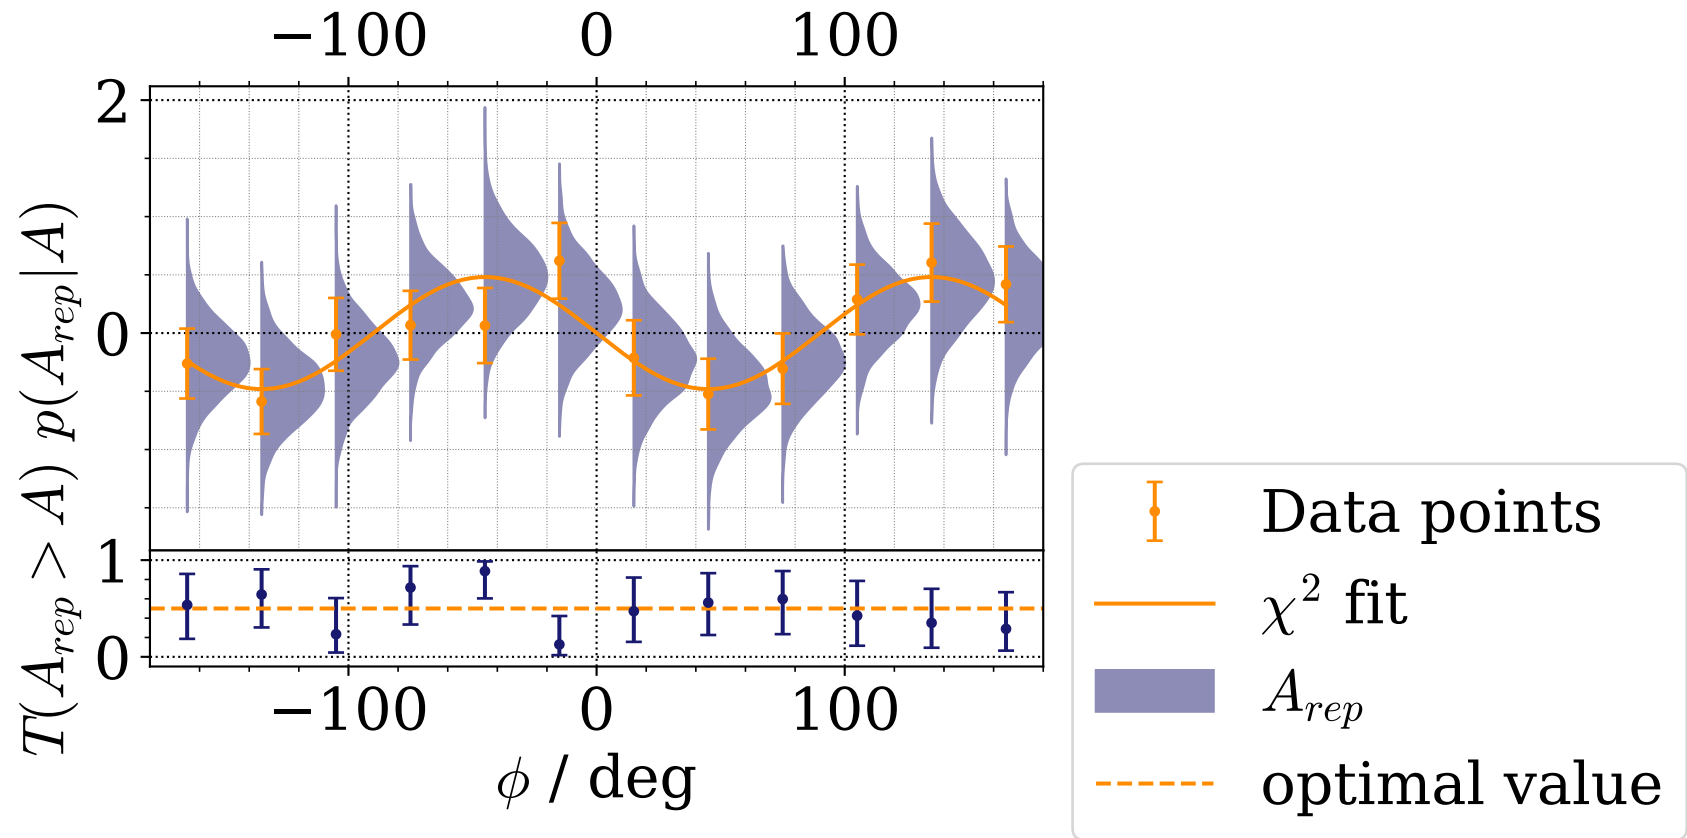 −100 0 100
2
0
p(A_rep|A)
1
0
T(A_rep > A)
−100 0 100
ϕ / deg
Data points
χ² fit
A_rep
optimal value